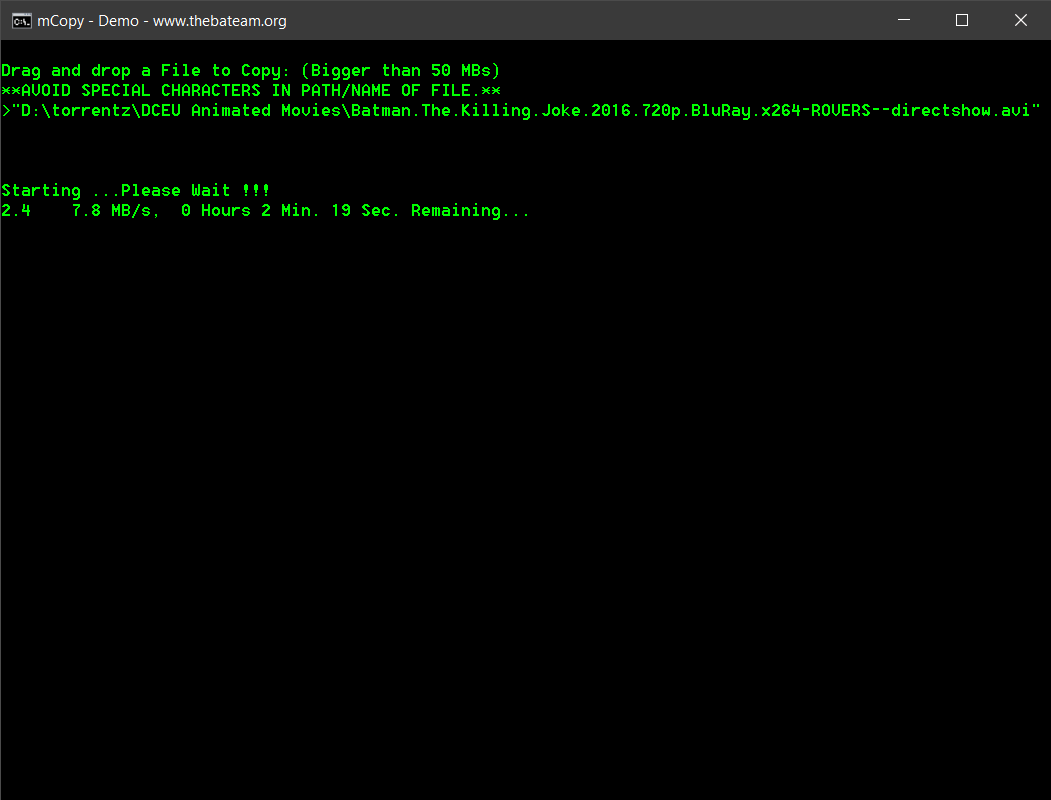 mCopy - Demo - www.thebateam.org
Drag and drop a File to Copy: (Bigger than 50 MBs)
**AVOID SPECIAL CHARACTERS IN PATH/NAME OF FILE.**
>"D:\torrentz\DCEU Animated Movies\Batman.The.Killing.Joke.2016.720p.BluRay.x264-ROVERS--directshow.avi"
Starting ...Please Wait !!!
2.4    7.8 MB/s,  0 Hours 2 Min. 19 Sec. Remaining...